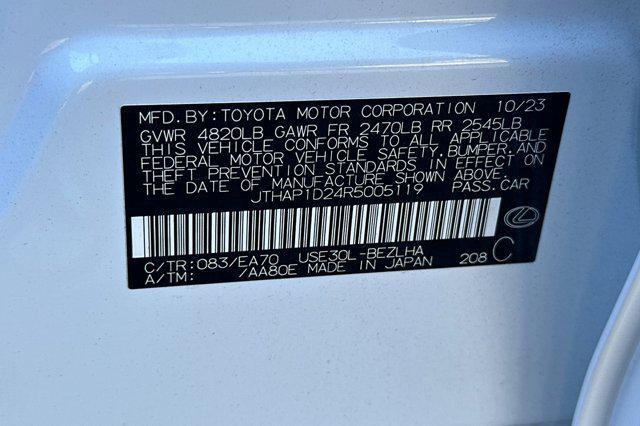 MFD. BY: TOYOTA MOTOR CORPORATION 10/23
GVWR 4820LB GAWR FR 2470LB RR 2545LB
THIS VEHICLE CONFORMS TO ALL APPLICABLE
FEDERAL MOTOR VEHICLE SAFETY, BUMPER, AND
THEFT PREVENTION STANDARDS IN EFFECT ON
THE DATE OF MANUFACTURE SHOWN ABOVE.
JTHAP1D24R5005119 PASS. CAR
C/TR: 083/EA70 USE30L-BEZLHA
A/TM: /AA80E MADE IN JAPAN 208 C